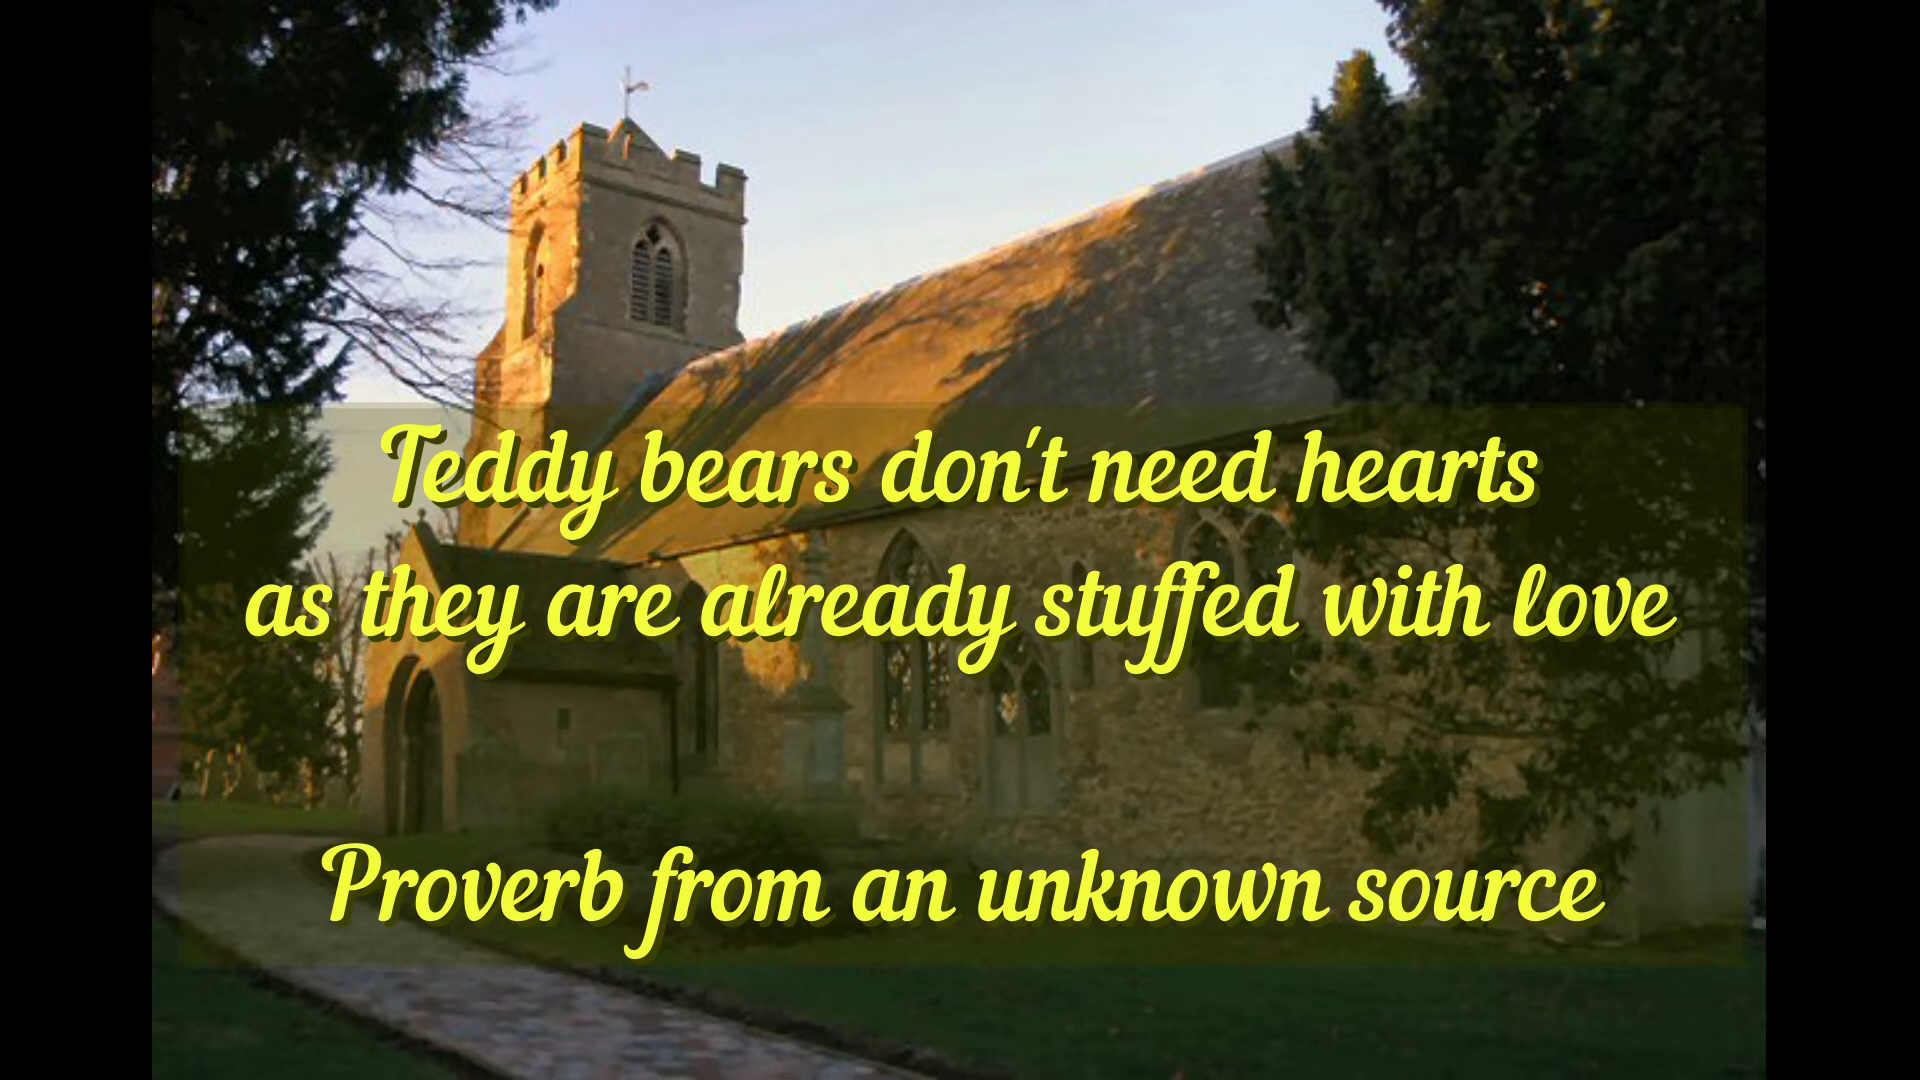 Teddy bears don't need hearts
as they are already stuffed with love
Proverb from an unknown source